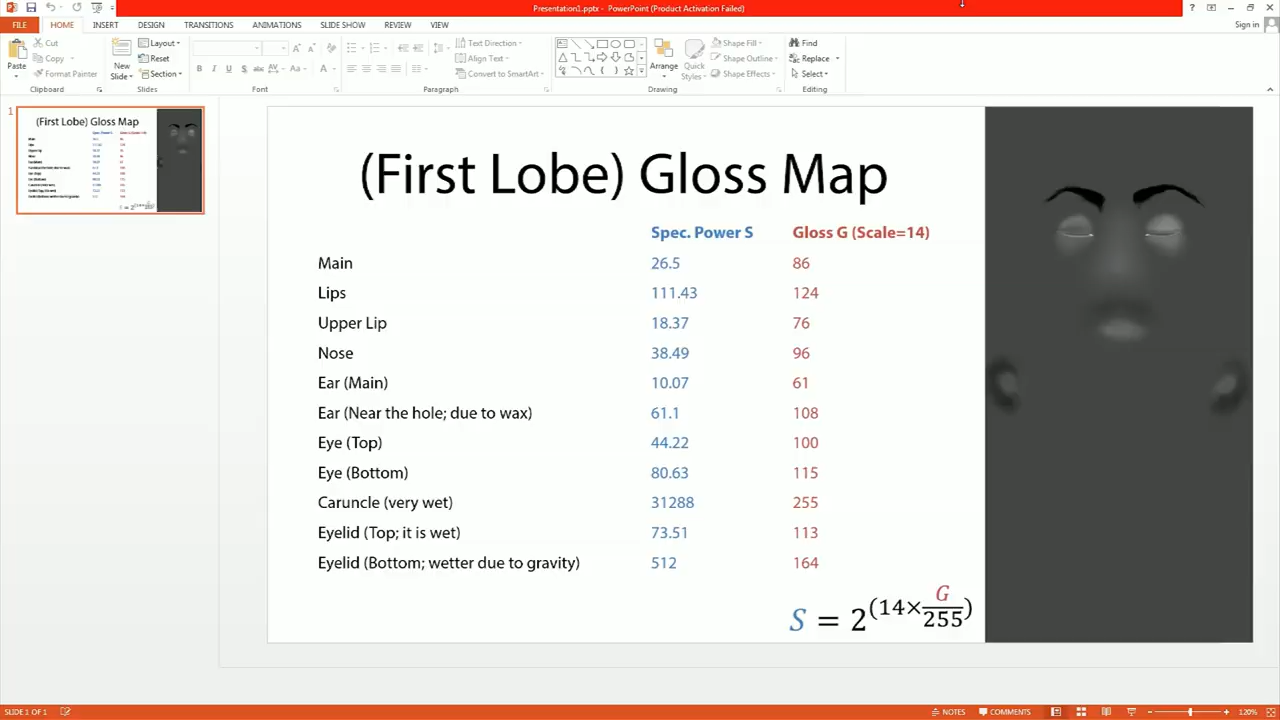 Presentation1.pptx - PowerPoint (Product Activation Failed)
FILE HOME INSERT DESIGN TRANSITIONS ANIMATIONS SLIDE SHOW REVIEW VIEW Sign in
Cut
Copy
Format Painter
Paste
Clipboard
New Slide
Layout
Reset
Section
Slides
Font
Text Direction
Align Text
Convert to SmartArt
Paragraph
Arrange
Quick Styles
Shape Fill
Shape Outline
Shape Effects
Drawing
Find
Replace
Select
Editing
1
(First Lobe) Gloss Map
(First Lobe) Gloss Map
Spec. Power S Gloss G (Scale=14)
Main 26.5 86
Lips 111.43 124
Upper Lip 18.37 76
Nose 38.49 96
Ear (Main) 10.07 61
Ear (Near the hole; due to wax) 61.1 108
Eye (Top) 44.22 100
Eye (Bottom) 80.63 115
Caruncle (very wet) 31288 255
Eyelid (Top; it is wet) 73.51 113
Eyelid (Bottom; wetter due to gravity) 512 164
S = 2^(14×G/255)
SLIDE 1 OF 1 NOTES COMMENTS 120%